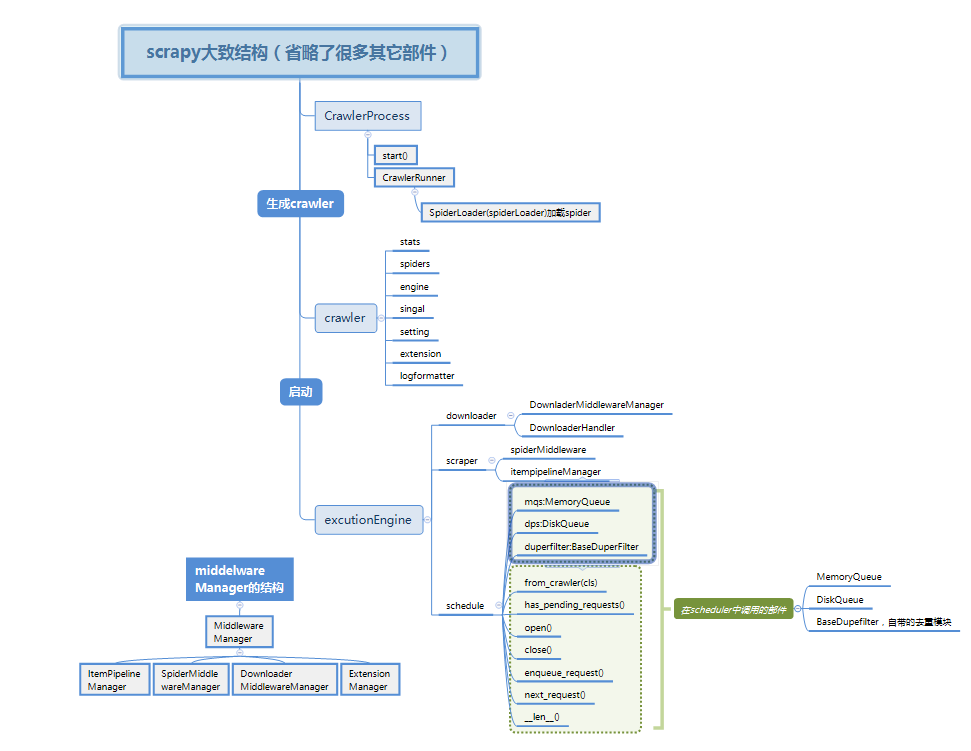 scrapy大致结构（省略了很多其它部件）
CrawlerProcess
start()
CrawlerRunner
SpiderLoader(spiderLoader)加载spider
生成crawler
crawler
stats
spiders
engine
singal
setting
extension
logformatter
启动
excutionEngine
downloader
DownladerMiddlewareManager
DownloaderHandler
scraper
spiderMiddleware
itempipelineManager
schedule
mqs:MemoryQueue
dps:DiskQueue
duperfilter:BaseDuperFilter
from_crawler(cls)
has_pending_requests()
open()
close()
enqueue_request()
next_request()
__len__()
在scheduler中调用的部件
MemoryQueue
DiskQueue
BaseDupefilter，自带的去重模块
middelware
Manager的结构
Middleware
Manager
ItemPipeline
Manager
SpiderMiddle
wareManager
Downloader
MiddlewareManager
Extension
Manager